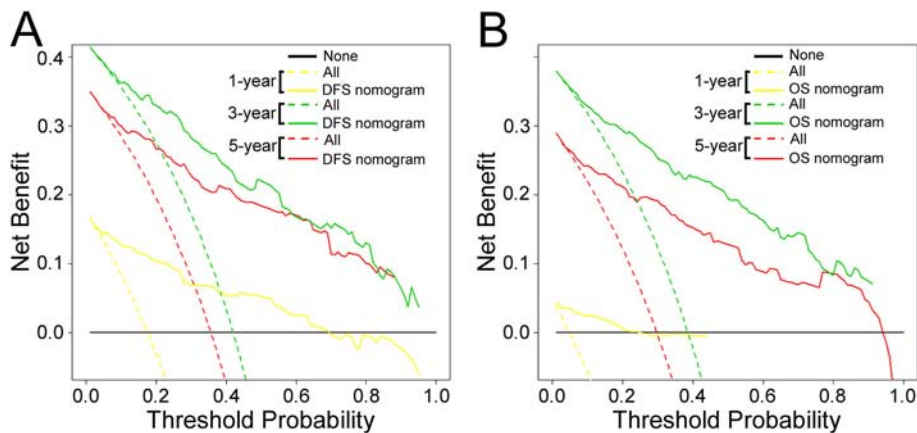 A
None
1-year
All
DFS nomogram
3-year
All
DFS nomogram
5-year
All
DFS nomogram
Net Benefit
0.4
0.3
0.2
0.1
0.0
0.0 0.2 0.4 0.6 0.8 1.0
Threshold Probability
B
None
1-year
All
OS nomogram
3-year
All
OS nomogram
5-year
All
OS nomogram
Net Benefit
0.4
0.3
0.2
0.1
0.0
0.0 0.2 0.4 0.6 0.8 1.0
Threshold Probability